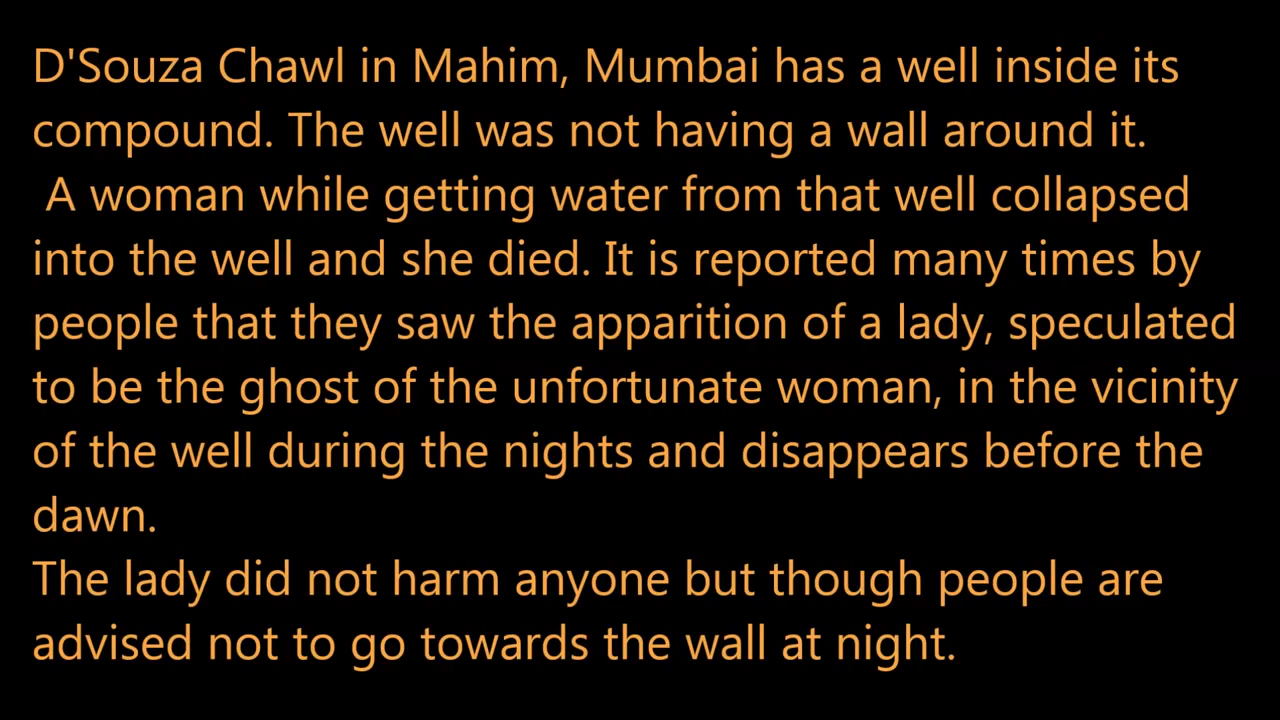 D'Souza Chawl in Mahim, Mumbai has a well inside its
compound. The well was not having a wall around it.
A woman while getting water from that well collapsed
into the well and she died. It is reported many times by
people that they saw the apparition of a lady, speculated
to be the ghost of the unfortunate woman, in the vicinity
of the well during the nights and disappears before the
dawn.
The lady did not harm anyone but though people are
advised not to go towards the wall at night.